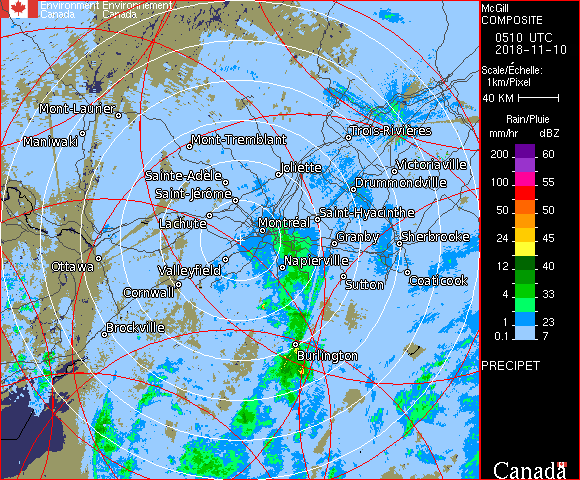 Environment Environnement
Canada Canada
McGill
COMPOSITE
0510 UTC
2018-11-10
Scale/Échelle:
1km/Pixel
40 KM
Rain/Pluie
mm/hr dBZ
200 60
100 55
50 50
24 45
12 40
4 33
1 23
0.1 7
PRECIPET
Canada
Mont-Laurier
Maniwaki
Mont-Tremblant
Trois-Rivières
Joliette
Victoriaville
Sainte-Adèle
Drummondville
Saint-Jérôme
Saint-Hyacinthe
Lachute
Montréal
Granby
Sherbrooke
Ottawa
Valleyfield
Napierville
Cornwall
Sutton
Coaticook
Brockville
Burlington